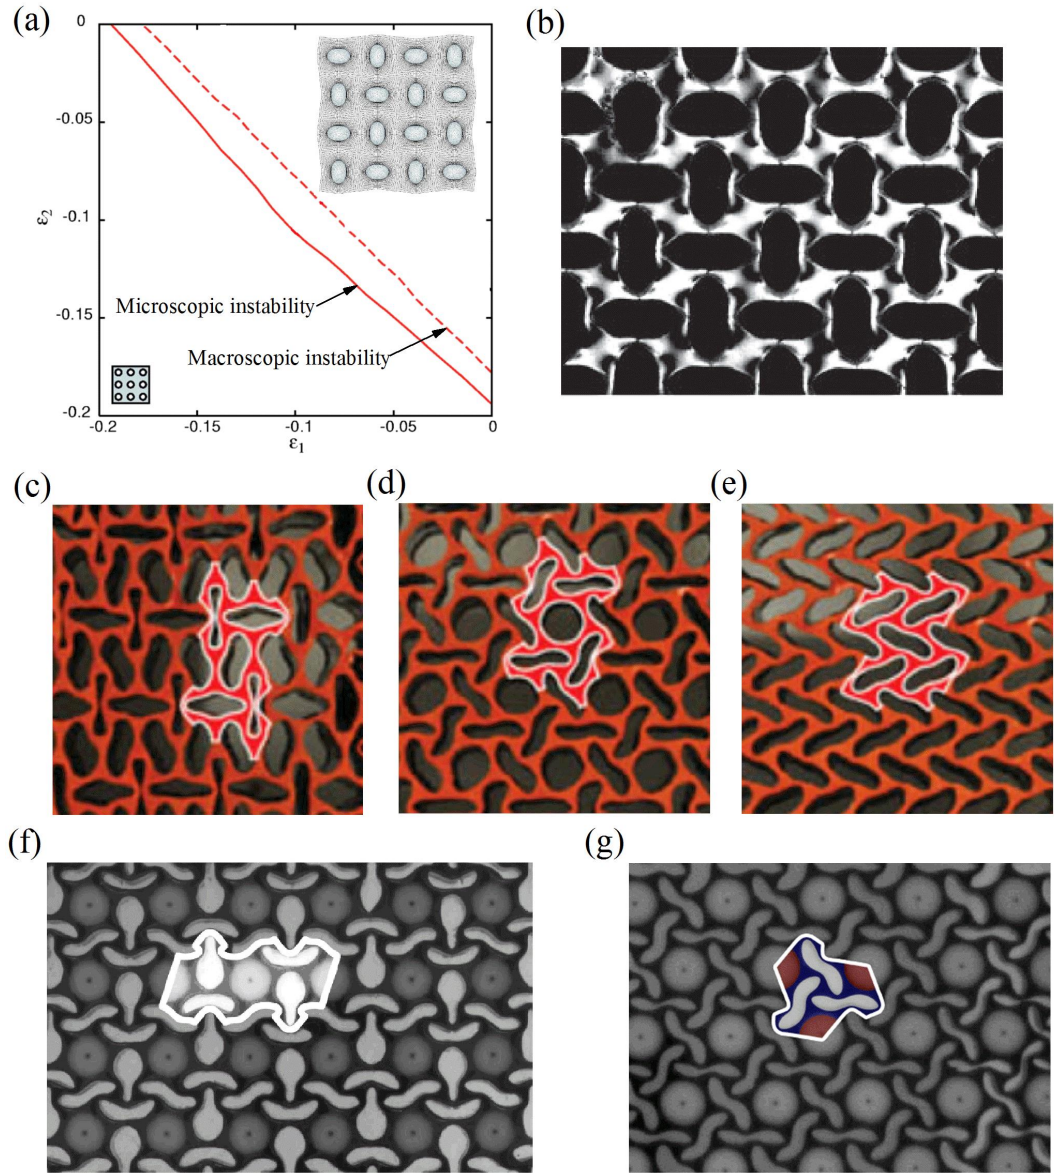 (a)
0
-0.05
-0.1
-0.15
-0.2
ε2
Microscopic instability
Macroscopic instability
-0.2
-0.15
-0.1
-0.05
0
ε1
(b)
(c)
(d)
(e)
(f)
(g)